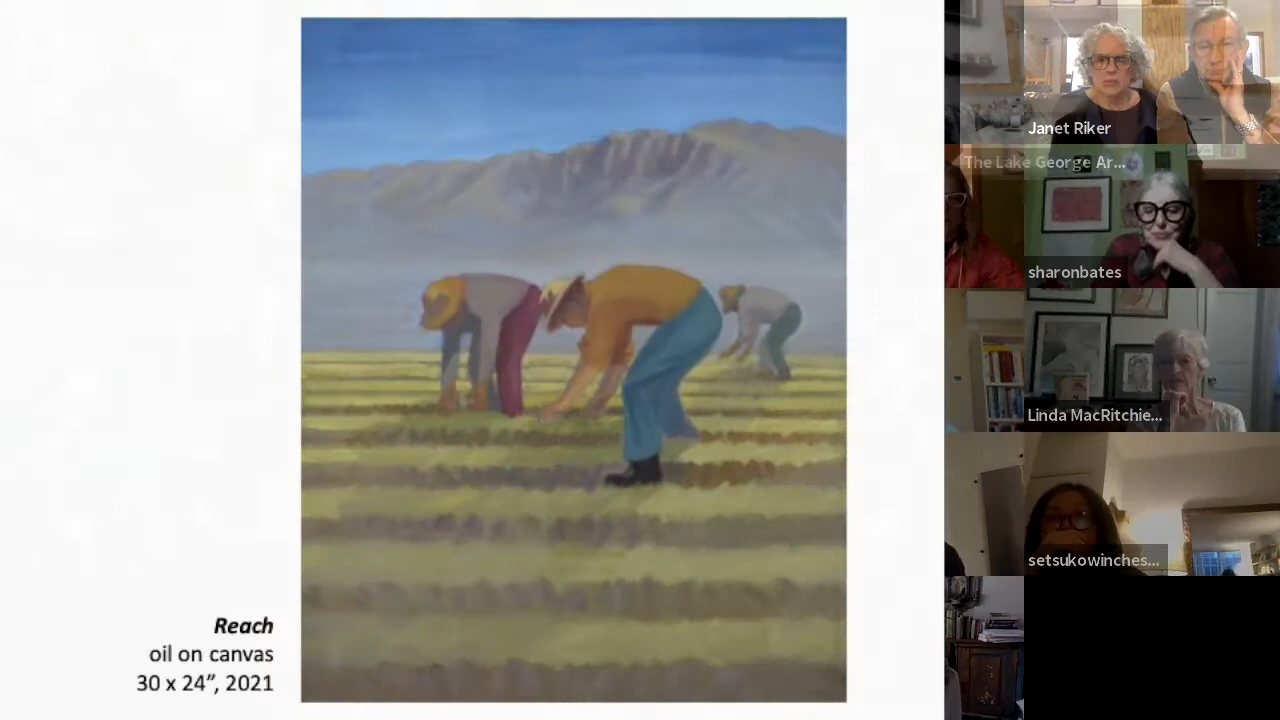 Reach
oil on canvas
30 x 24”, 2021
Janet Riker
The Lake George Ar...
sharonbates
Linda MacRitchie...
setsukowinches...